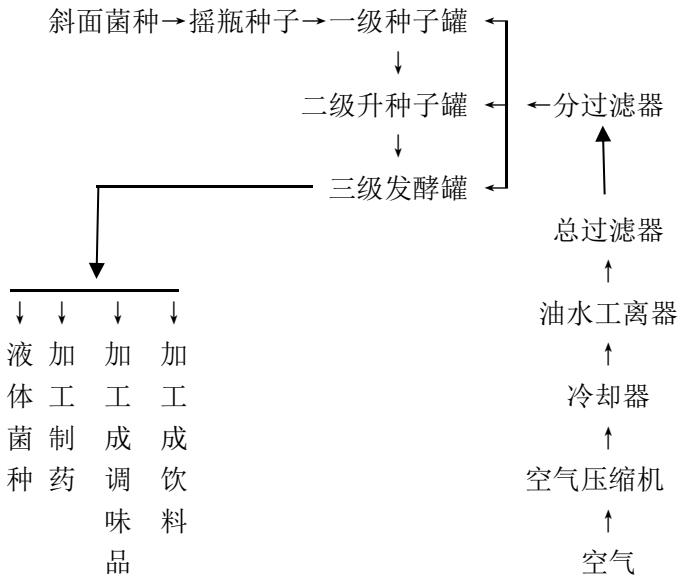 斜面菌种→摇瓶种子→一级种子罐
二级升种子罐 ←分过滤器
三级发酵罐
总过滤器
油水工离器
冷却器
空气压缩机
空气
液体菌种
加工制药
加工成调味品
加工成饮料